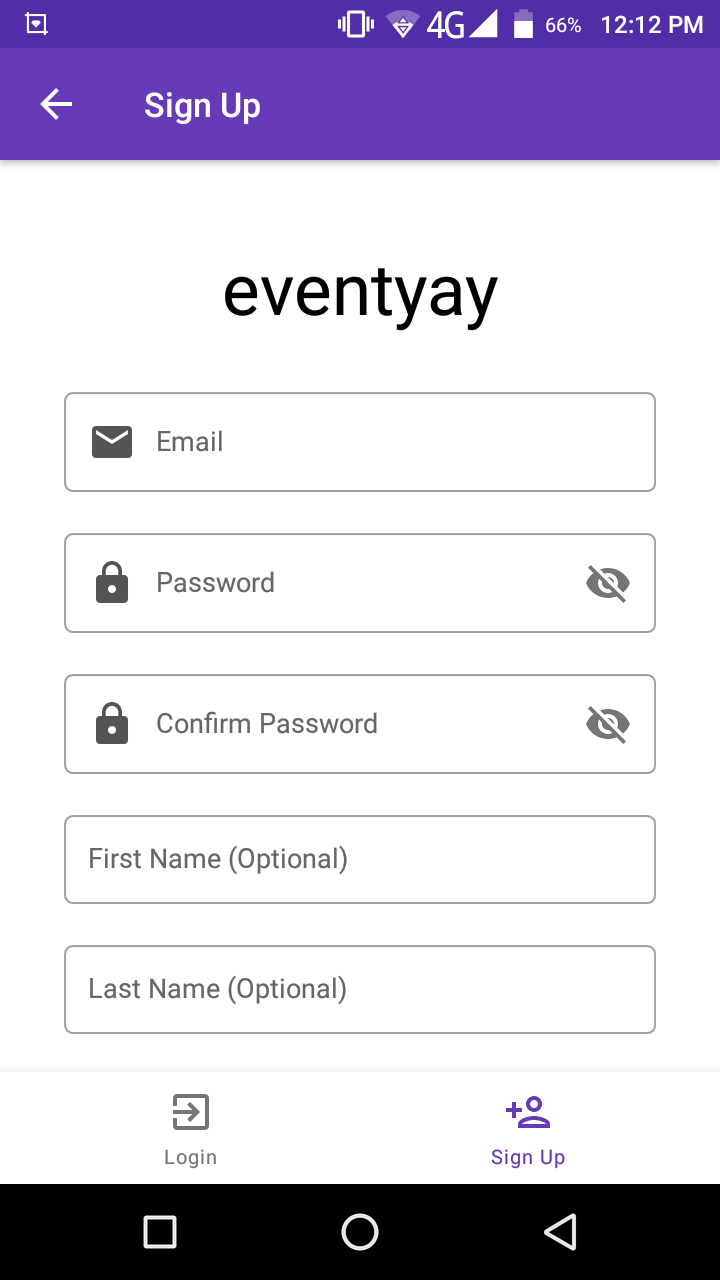 4G 66% 12:12 PM
Sign Up
eventyay
Email
Password
Confirm Password
First Name (Optional)
Last Name (Optional)
Login Sign Up